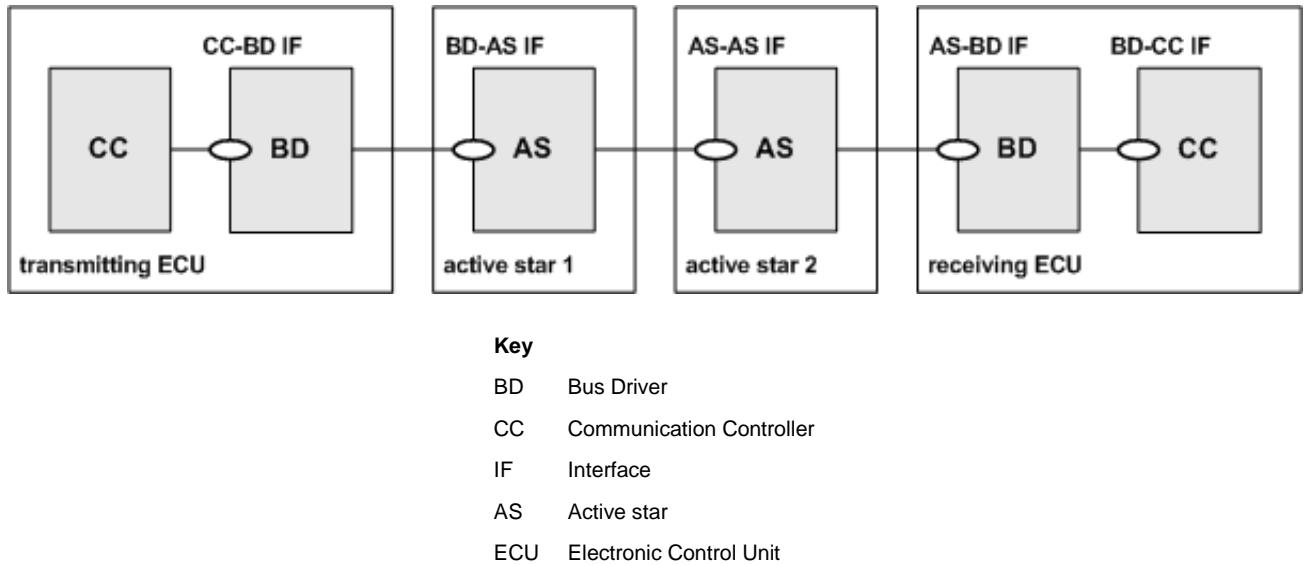 CC-BD IF
BD-AS IF
AS-AS IF
AS-BD IF
BD-CC IF
CC
BD
AS
AS
BD
CC
transmitting ECU
active star 1
active star 2
receiving ECU
Key
BD Bus Driver
CC Communication Controller
IF Interface
AS Active star
ECU Electronic Control Unit